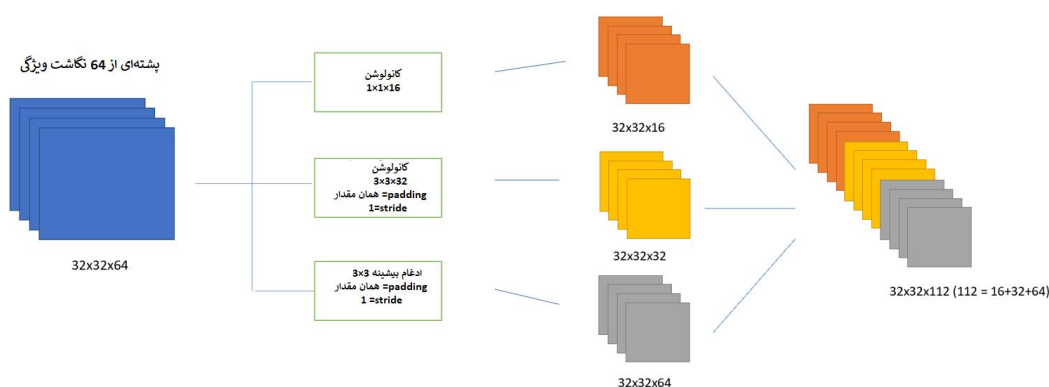 پشته‌ای از 64 نگاشت ویژگی
32x32x64
کانولوشن
1×1×16
کانولوشن
3×3×32
padding= همان مقدار
1=stride
ادغام بیشینه 3×3
padding= همان مقدار
1 =stride
32x32x16
32x32x32
32x32x64
32x32x112 (112 = 16+32+64)